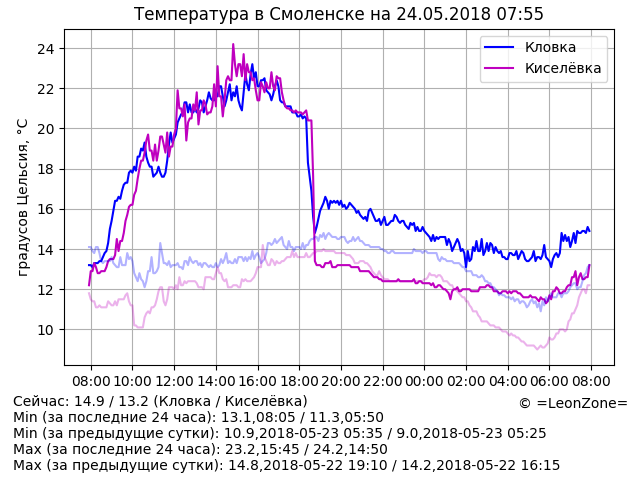 Температура в Смоленске на 24.05.2018 07:55
градусов Цельсия, °C
24
22
20
18
16
14
12
10
Кловка
Киселёвка
08:00 10:00 12:00 14:00 16:00 18:00 20:00 22:00 00:00 02:00 04:00 06:00 08:00
Сейчас: 14.9 / 13.2 (Кловка / Киселёвка)
© =LeonZone=
Min (за последние 24 часа): 13.1,08:05 / 11.3,05:50
Min (за предыдущие сутки): 10.9,2018-05-23 05:35 / 9.0,2018-05-23 05:25
Max (за последние 24 часа): 23.2,15:45 / 24.2,14:50
Max (за предыдущие сутки): 14.8,2018-05-22 19:10 / 14.2,2018-05-22 16:15